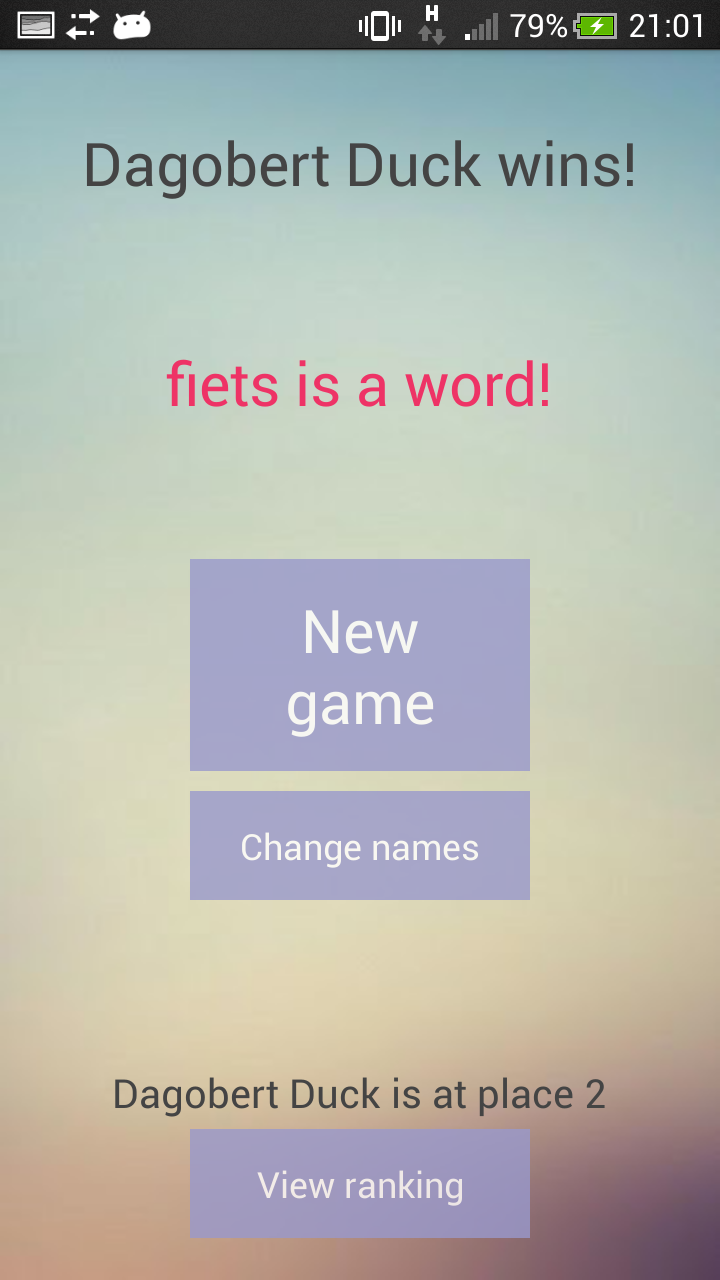 H 79% 21:01
Dagobert Duck wins!
fiets is a word!
New
game
Change names
Dagobert Duck is at place 2
View ranking